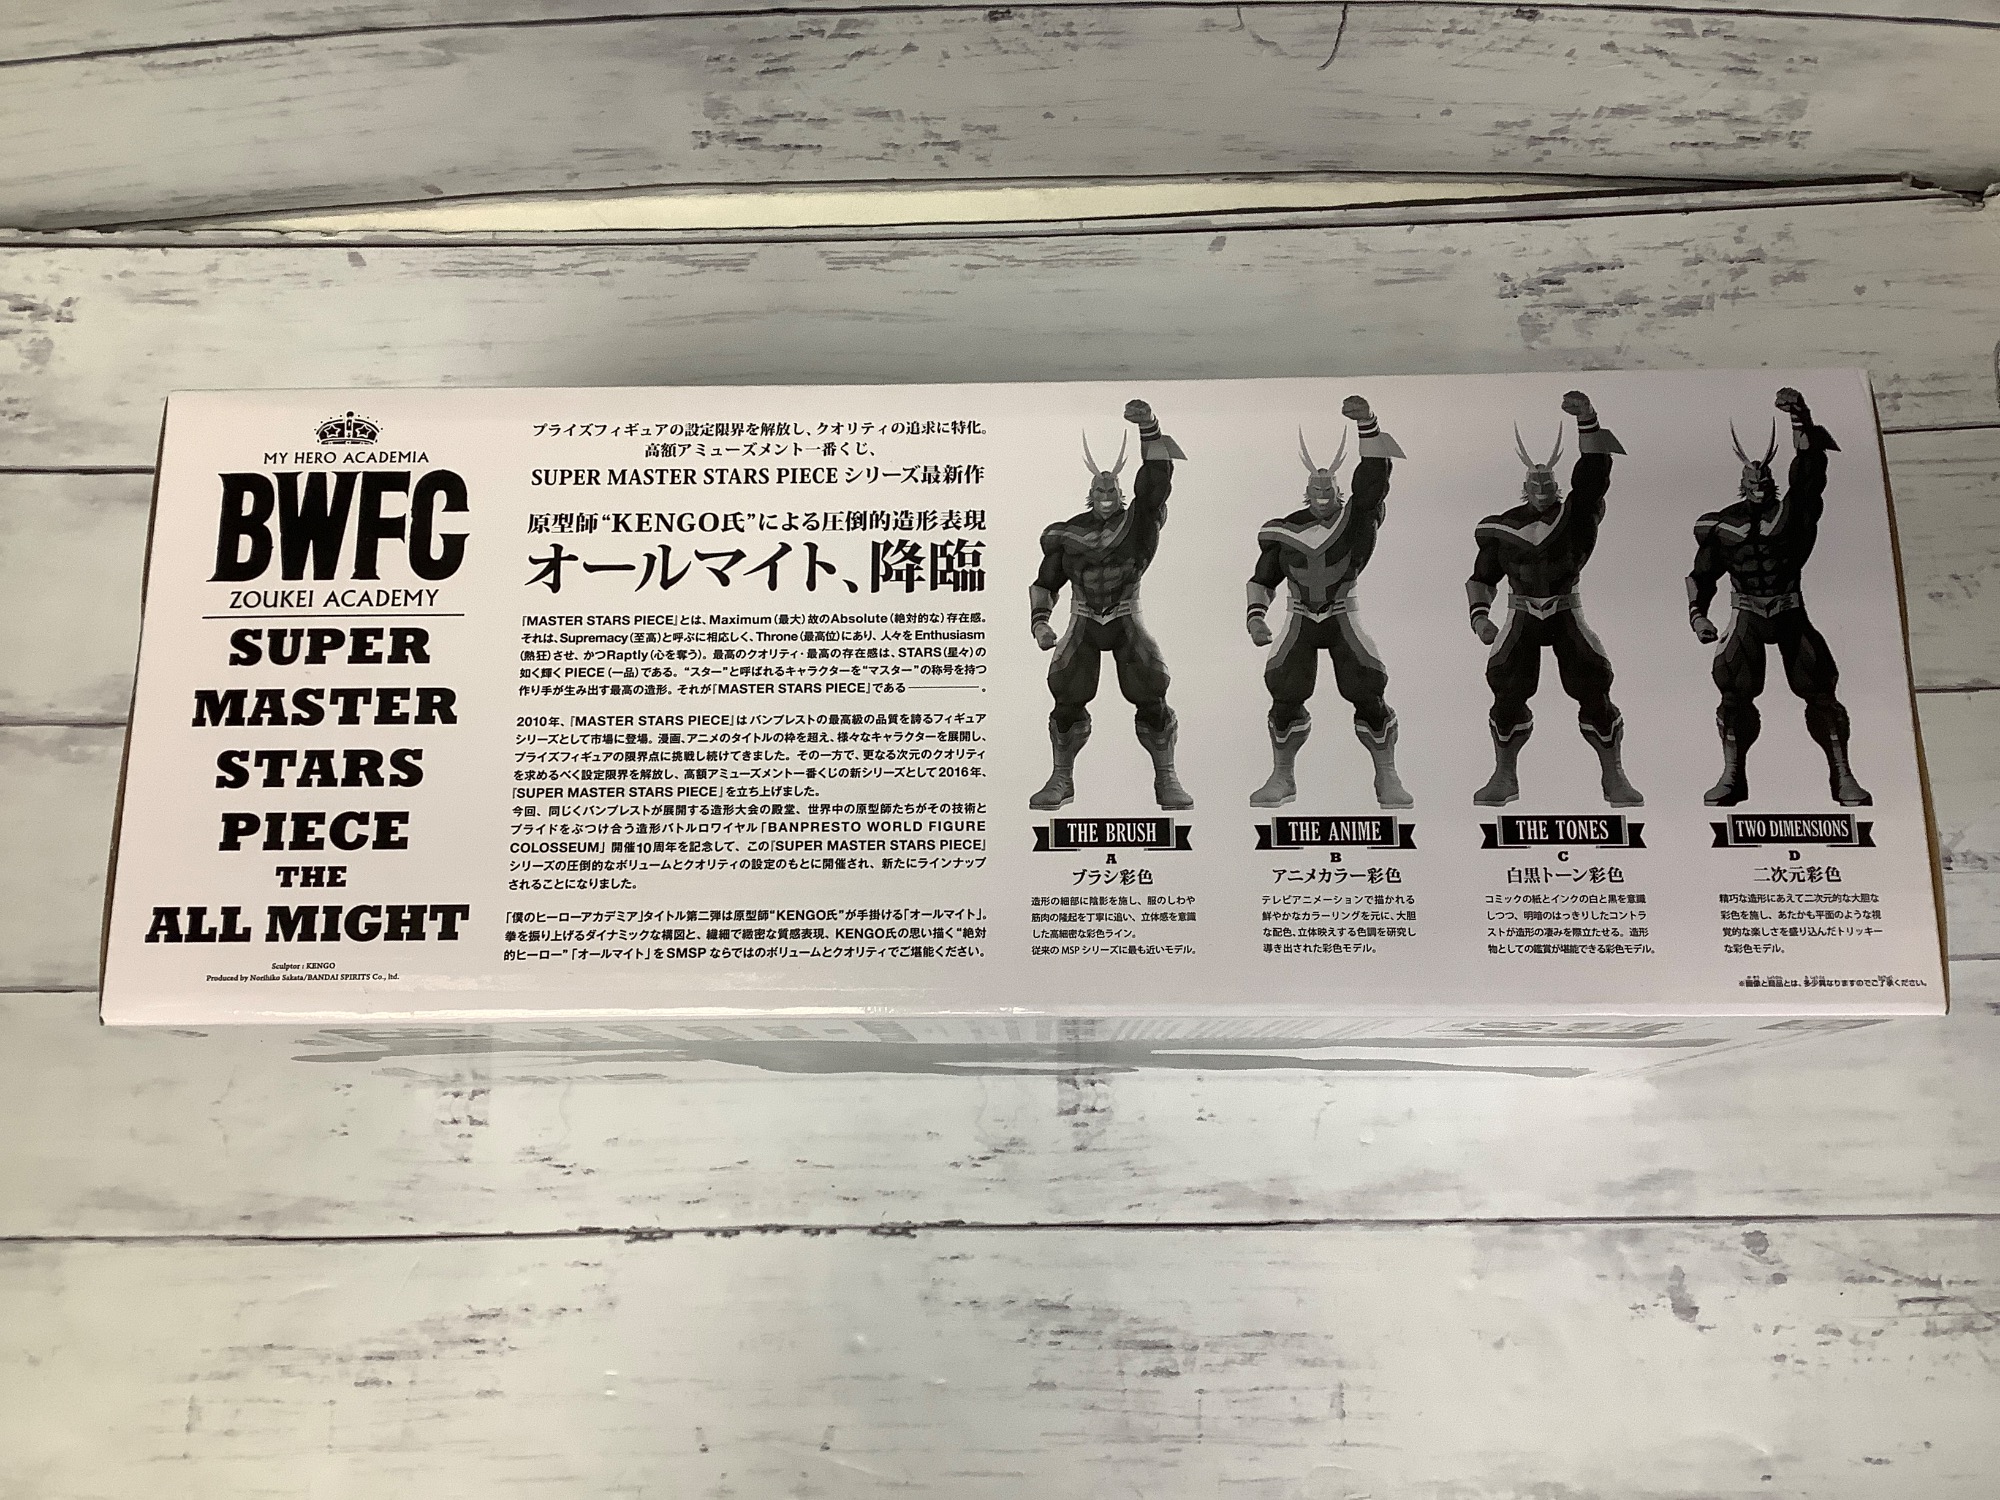 MY HERO ACADEMIA
BWFC
ZOUKEI ACADEMY
SUPER
MASTER
STARS
PIECE
THE
ALL MIGHT
Sculptor : KENGO
Produced by Norihiko Sakata/BANDAI SPIRITS Co., ltd.
プライズフィギュアの設定限界を解放し、クオリティの追求に特化。
高額アミューズメント一番くじ、
SUPER MASTER STARS PIECE シリーズ最新作
原型師“KENGO氏”による圧倒的造形表現
オールマイト、降臨
「MASTER STARS PIECE」とは、Maximum（最大）故のAbsolute（絶対的な）存在感。
それは、Supremacy（至高）と呼ぶに相応しく、Throne（最高位）にあり、人々をEnthusiasm
（熱狂）させ、かつRaptly（心を奪う）。最高のクオリティ・最高の存在感は、STARS（星々）の
如く輝くPIECE（一品）である。“スター”と呼ばれるキャラクターを“マスター”の称号を持つ
作り手が生み出す最高の造形。それが「MASTER STARS PIECE」である――――。
2010年、「MASTER STARS PIECE」はバンプレストの最高級の品質を誇るフィギュア
シリーズとして市場に登場。漫画、アニメのタイトルの枠を超え、様々なキャラクターを展開し、
プライズフィギュアの限界点に挑戦し続けてきました。その一方で、更なる次元のクオリティ
を求めるべく設定限界を解放し、高額アミューズメント一番くじの新シリーズとして2016年、
「SUPER MASTER STARS PIECE」を立ち上げました。
今回、同じくバンプレストが展開する造形大会の殿堂、世界中の原型師たちがその技術と
プライドをぶつけ合う造形バトルロワイヤル「BANPRESTO WORLD FIGURE
COLOSSEUM」開催10周年を記念して、この「SUPER MASTER STARS PIECE」
シリーズの圧倒的なボリュームとクオリティの設定のもとに開催され、新たにラインナップ
されることになりました。
「僕のヒーローアカデミア」タイトル第二弾は原型師“KENGO氏”が手掛ける「オールマイト」。
拳を振り上げるダイナミックな構図と、繊細で緻密な質感表現、KENGO氏の思い描く“絶対
的ヒーロー”「オールマイト」をSMSPならではのボリュームとクオリティでご堪能ください。
THE BRUSH
A
ブラシ彩色
造形の細部に陰影を施し、服のしわや
筋肉の隆起を丁寧に追い、立体感を意識
した高細密な彩色ライン。
従来のMSPシリーズに最も近いモデル。
THE ANIME
B
アニメカラー彩色
テレビアニメーションで描かれる
鮮やかなカラーリングを元に、大胆
な配色、立体映えする色調を研究し
導き出された彩色モデル。
THE TONES
C
白黒トーン彩色
コミックの紙とインクの白と黒を意識
しつつ、明暗のはっきりしたコントラ
ストが造形の凄みを際立たせる。造形
物としての鑑賞が堪能できる彩色モデル。
TWO DIMENSIONS
D
二次元彩色
精巧な造形にあえて二次元的な大胆な
彩色を施し、あたかも平面のような視
覚的な楽しさを盛り込んだトリッキー
な彩色モデル。
※画像と商品とは、多少異なりますのでご了承ください。